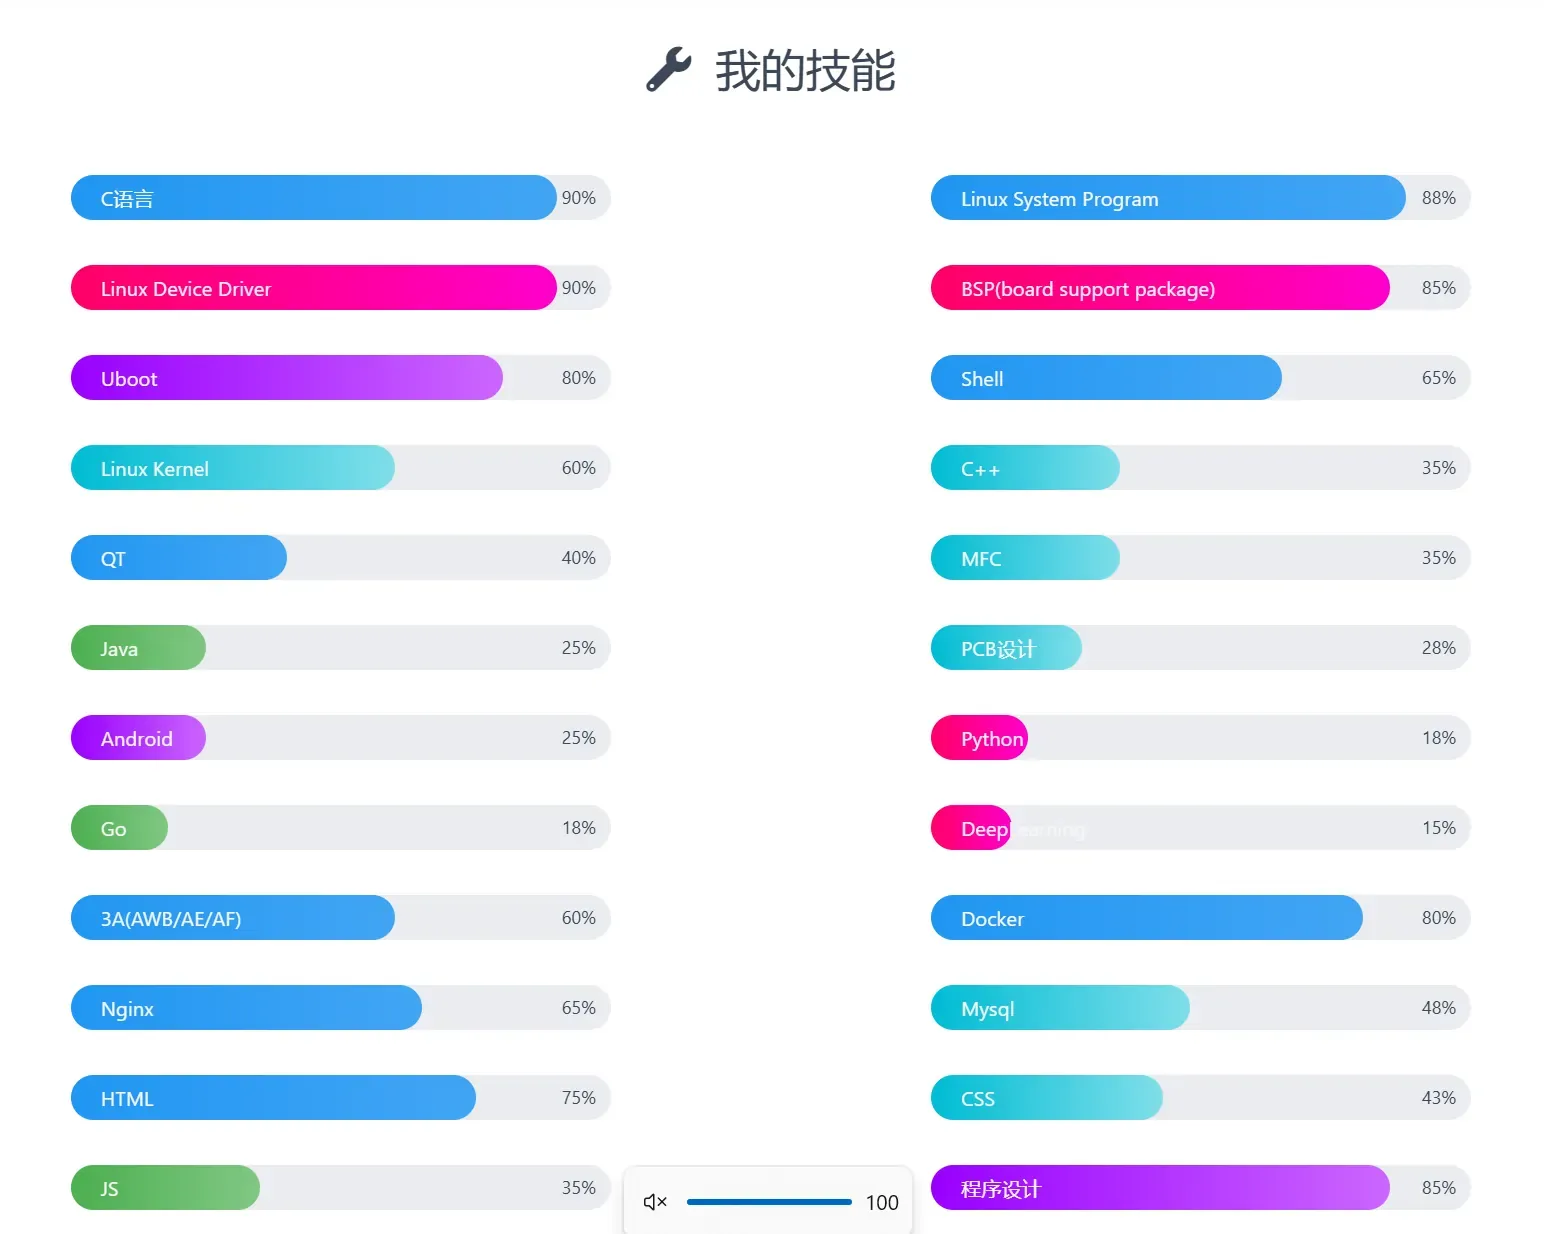 我的技能
C语言 90%
Linux System Program 88%
Linux Device Driver 90%
BSP(board support package) 85%
Uboot 80%
Shell 65%
Linux Kernel 60%
C++ 35%
QT 40%
MFC 35%
Java 25%
PCB设计 28%
Android 25%
Python 18%
Go 18%
DeepLearning 15%
3A(AWB/AE/AF) 60%
Docker 80%
Nginx 65%
Mysql 48%
HTML 75%
CSS 43%
JS 35%
程序设计 85%
100